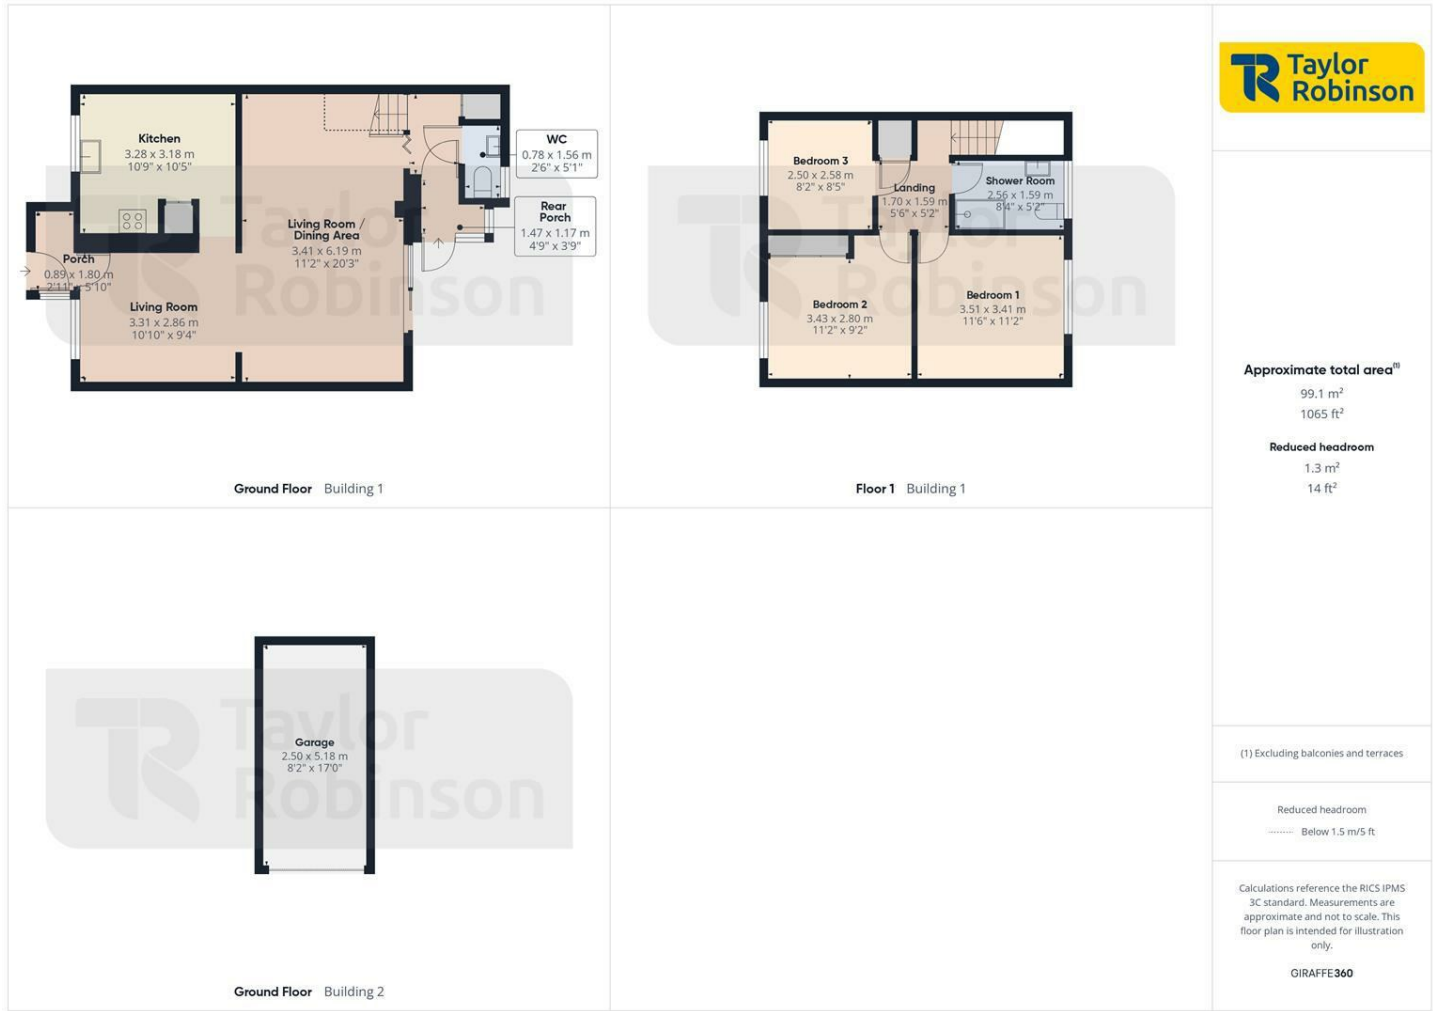 Kitchen
3.28 x 3.18 m
10'9" x 10'5"
WC
0.78 x 1.56 m
2'6" x 5'1"
Rear
Porch
1.47 x 1.17 m
4'9" x 3'9"
Living Room /
Dining Area
3.41 x 6.19 m
11'2" x 20'3"
Porch
0.89 x 1.80 m
2'11" x 5'10"
Living Room
3.31 x 2.86 m
10'10" x 9'4"
Taylor
Robinson
Ground Floor Building 1
Bedroom 3
2.50 x 2.58 m
8'2" x 8'5"
Landing
1.70 x 1.59 m
5'6" x 5'2"
Shower Room
2.56 x 1.59 m
8'4" x 5'2"
Bedroom 2
3.43 x 2.80 m
11'2" x 9'2"
Bedroom 1
3.51 x 3.41 m
11'6" x 11'2"
Taylor
Robinson
Floor 1 Building 1
Garage
2.50 x 5.18 m
8'2" x 17'0"
Taylor
Robinson
Ground Floor Building 2
Taylor
Robinson
Approximate total area(1)
99.1 m²
1065 ft²
Reduced headroom
1.3 m²
14 ft²
(1) Excluding balconies and terraces
Reduced headroom
Below 1.5 m/5 ft
Calculations reference the RICS IPMS
3C standard. Measurements are
approximate and not to scale. This
floor plan is intended for illustration
only.
GIRAFFE360